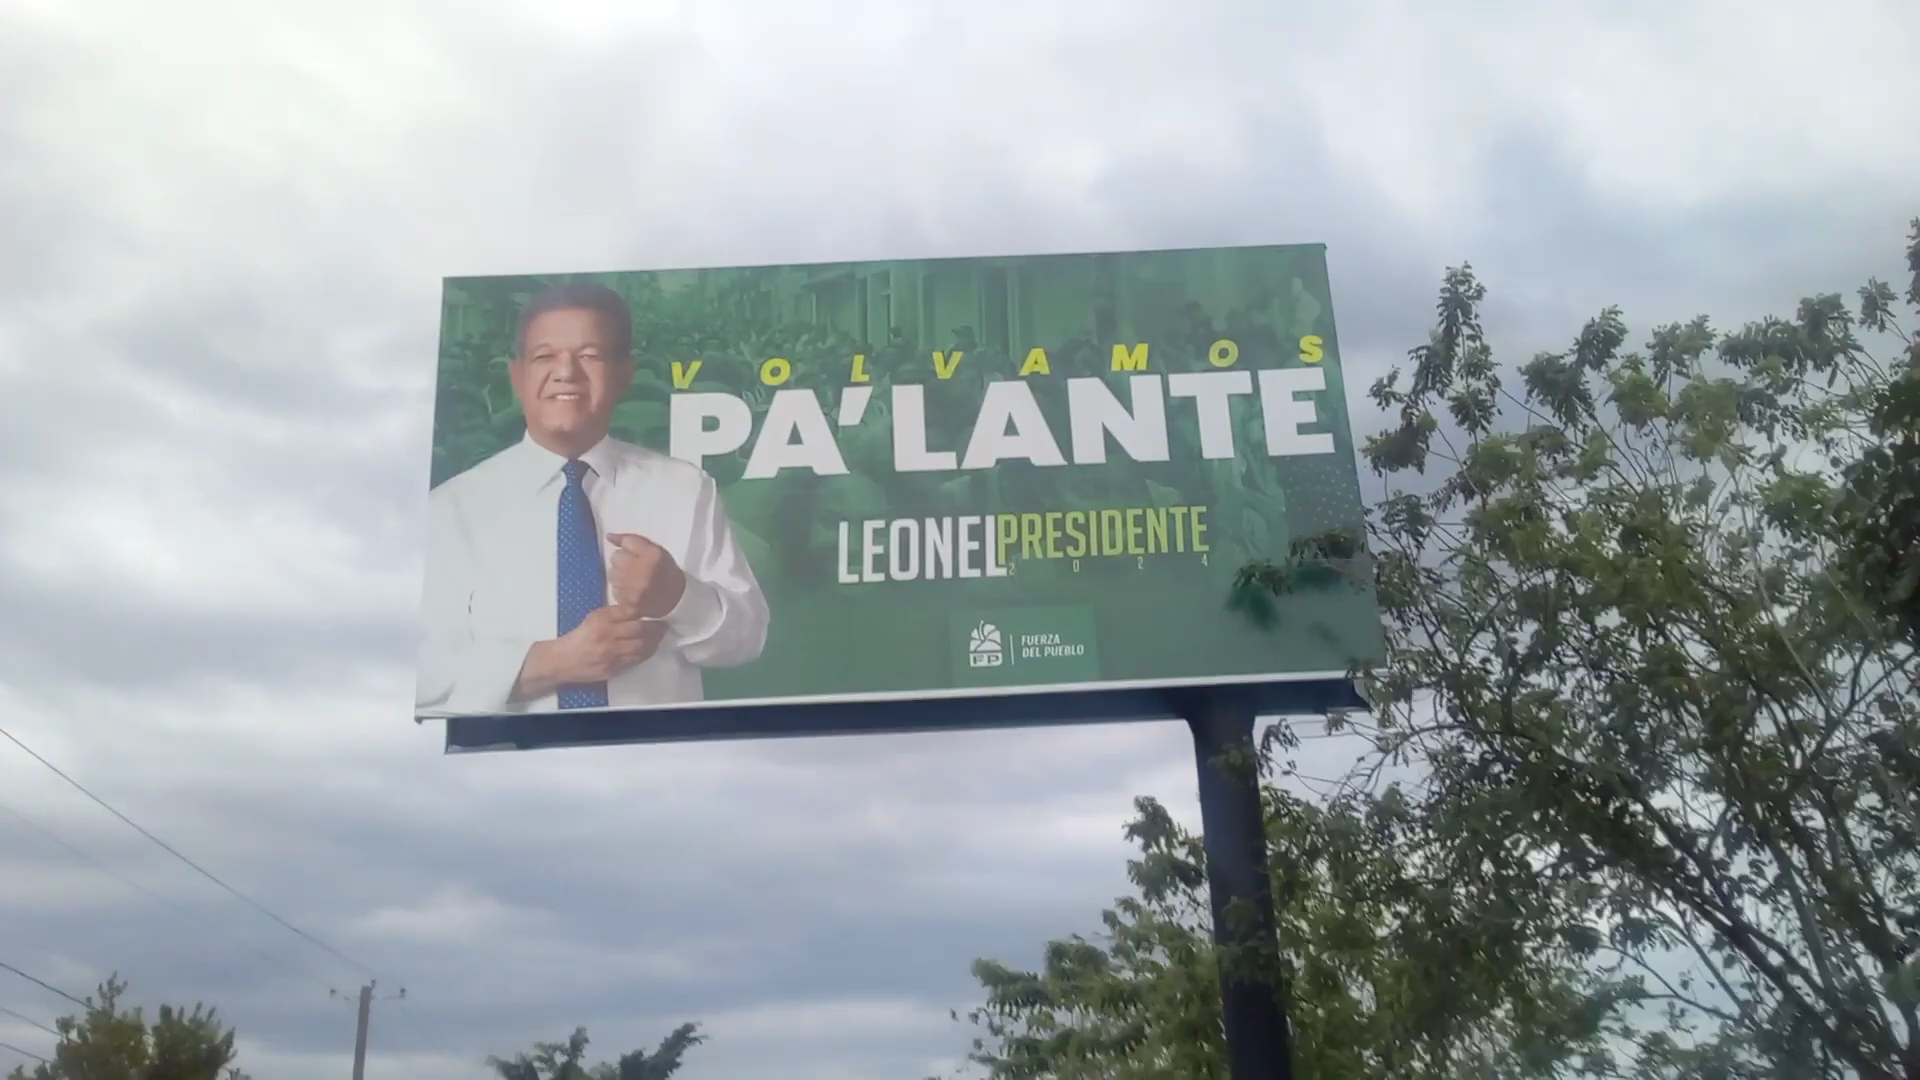 VOLVAMOS
PA'LANTE
LEONEL PRESIDENTE
2024
FP
FUERZA
DEL PUEBLO